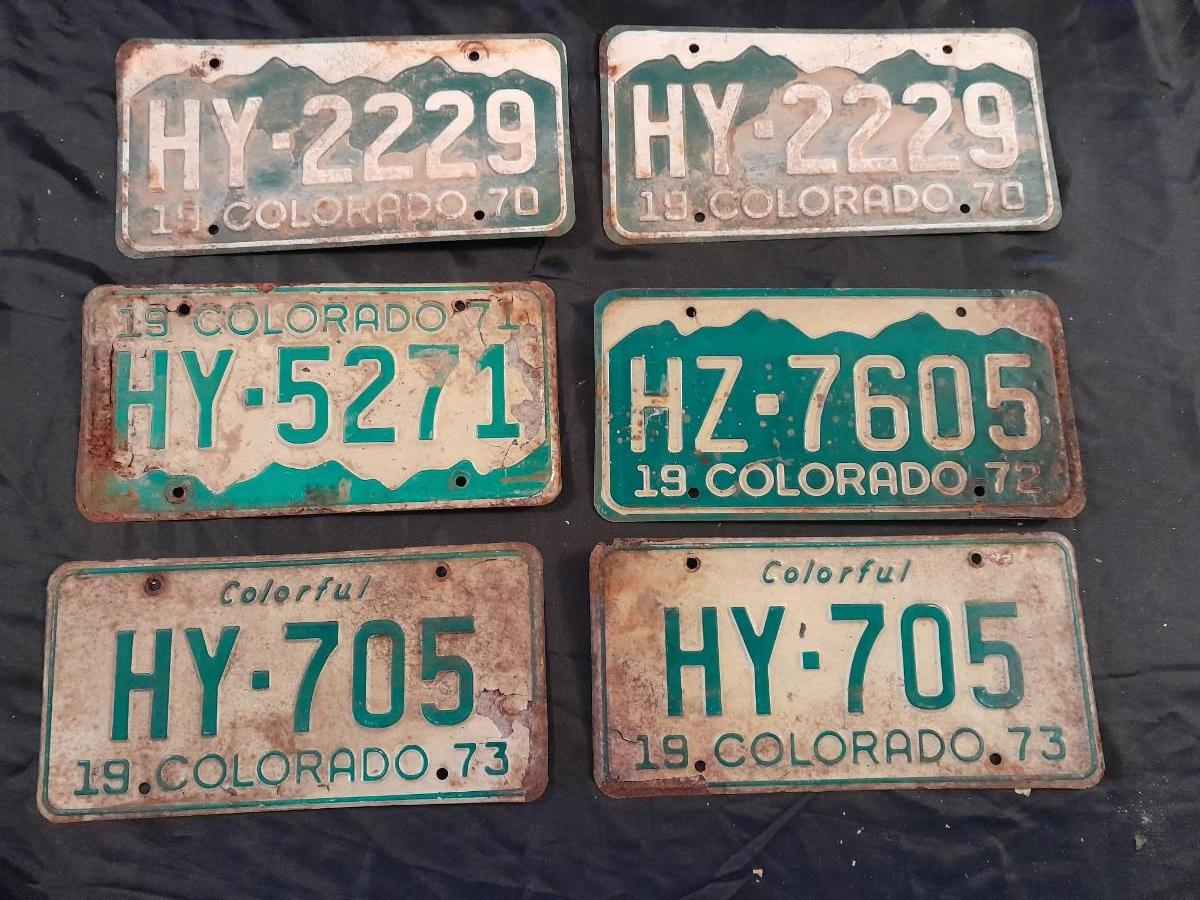 HY·2229
19 COLORADO 70
HY·2229
19 COLORADO 70
19 COLORADO 71
HY·5271
HZ·7605
19 COLORADO 72
Colorful
HY·705
19 COLORADO 73
Colorful
HY·705
19 COLORADO 73